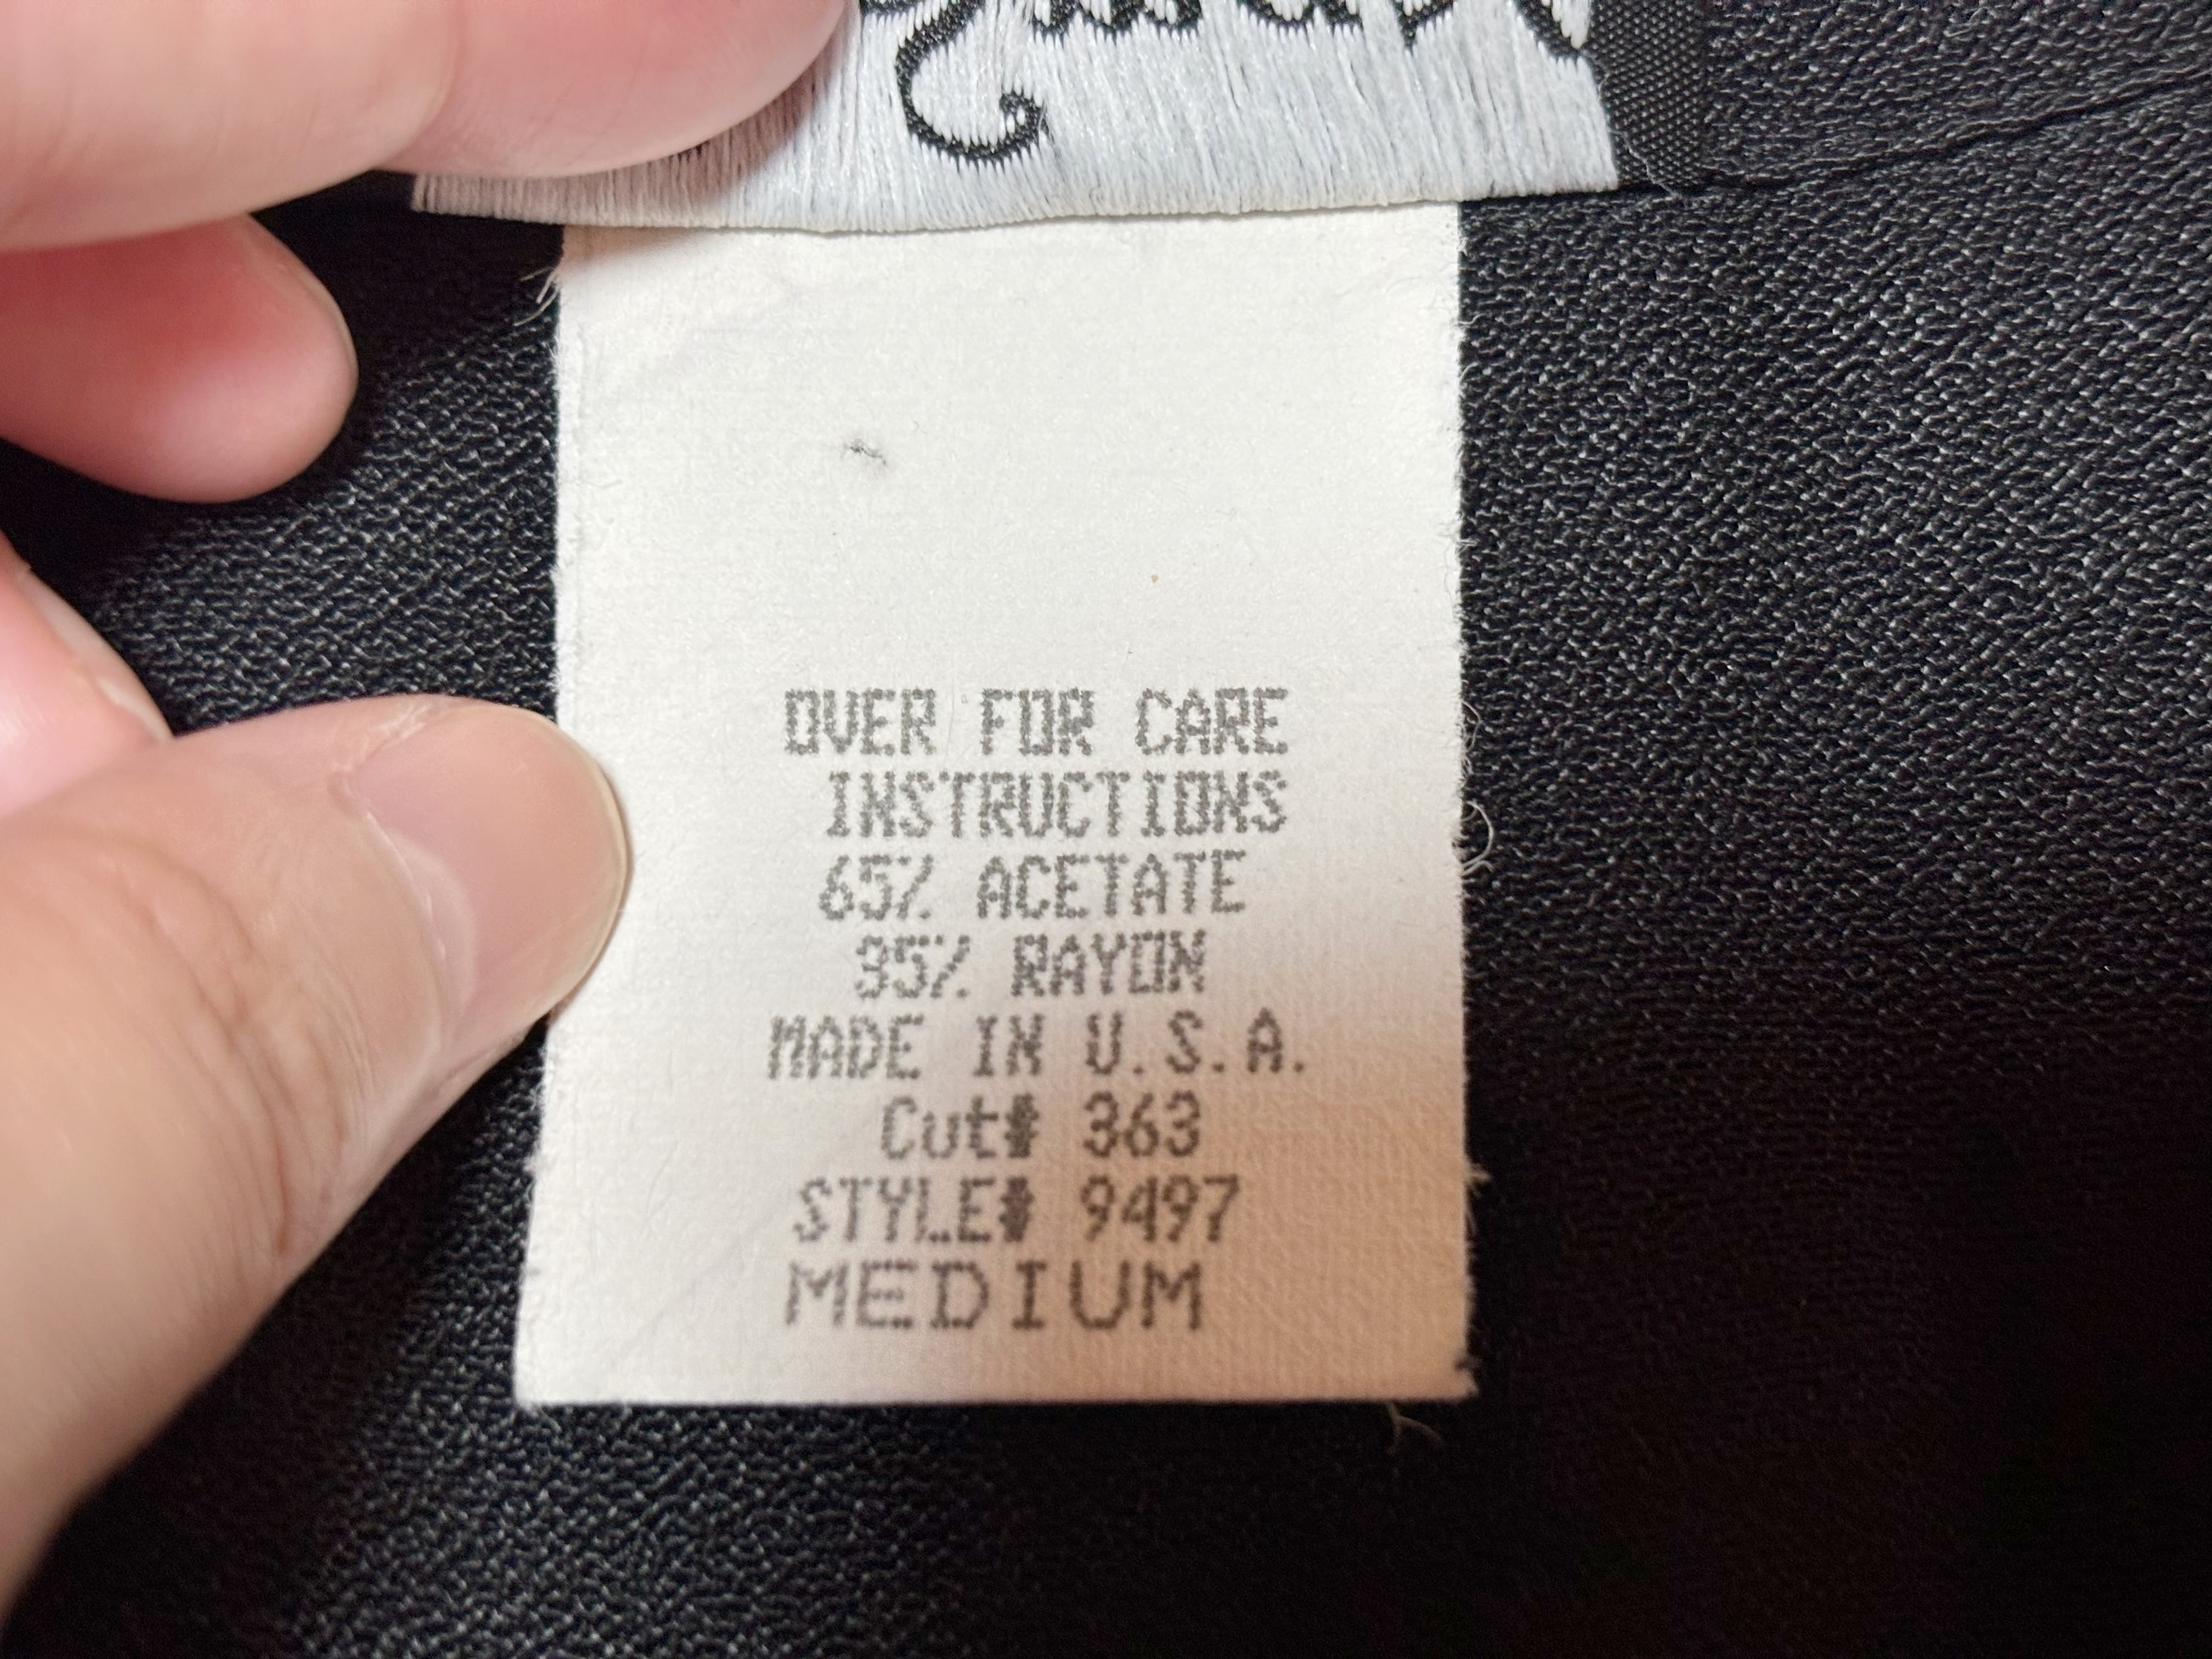 OVER FOR CARE
INSTRUCTIONS
65% ACETATE
35% RAYON
MADE IN U.S.A.
Cut# 363
STYLE# 9497
MEDIUM